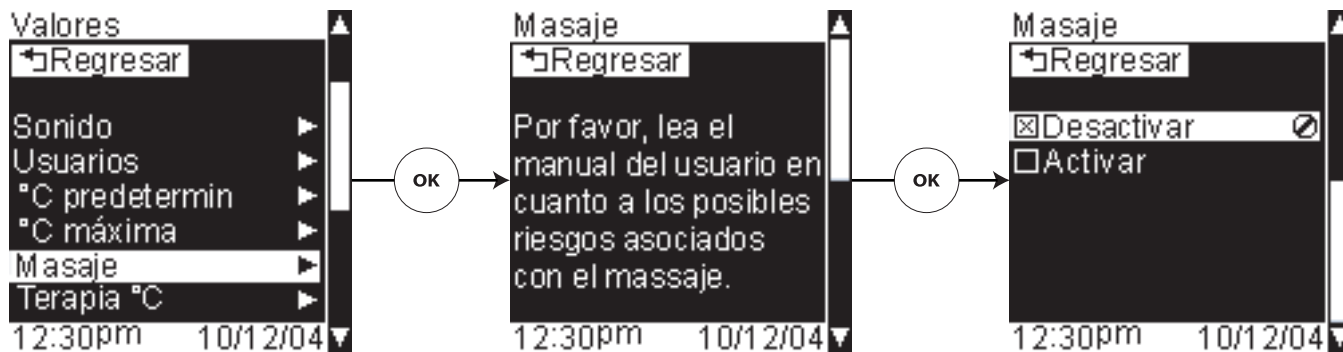 Valores
Regresar
Sonido
Usuarios
°C predetermin
°C máxima
Masaje
Terapia °C
12:30pm 10/12/04
OK
Masaje
Regresar
Por favor, lea el
manual del usuario en
cuanto a los posibles
riesgos asociados
con el massaje.
12:30pm 10/12/04
OK
Masaje
Regresar
Desactivar
Activar
12:30pm 10/12/04